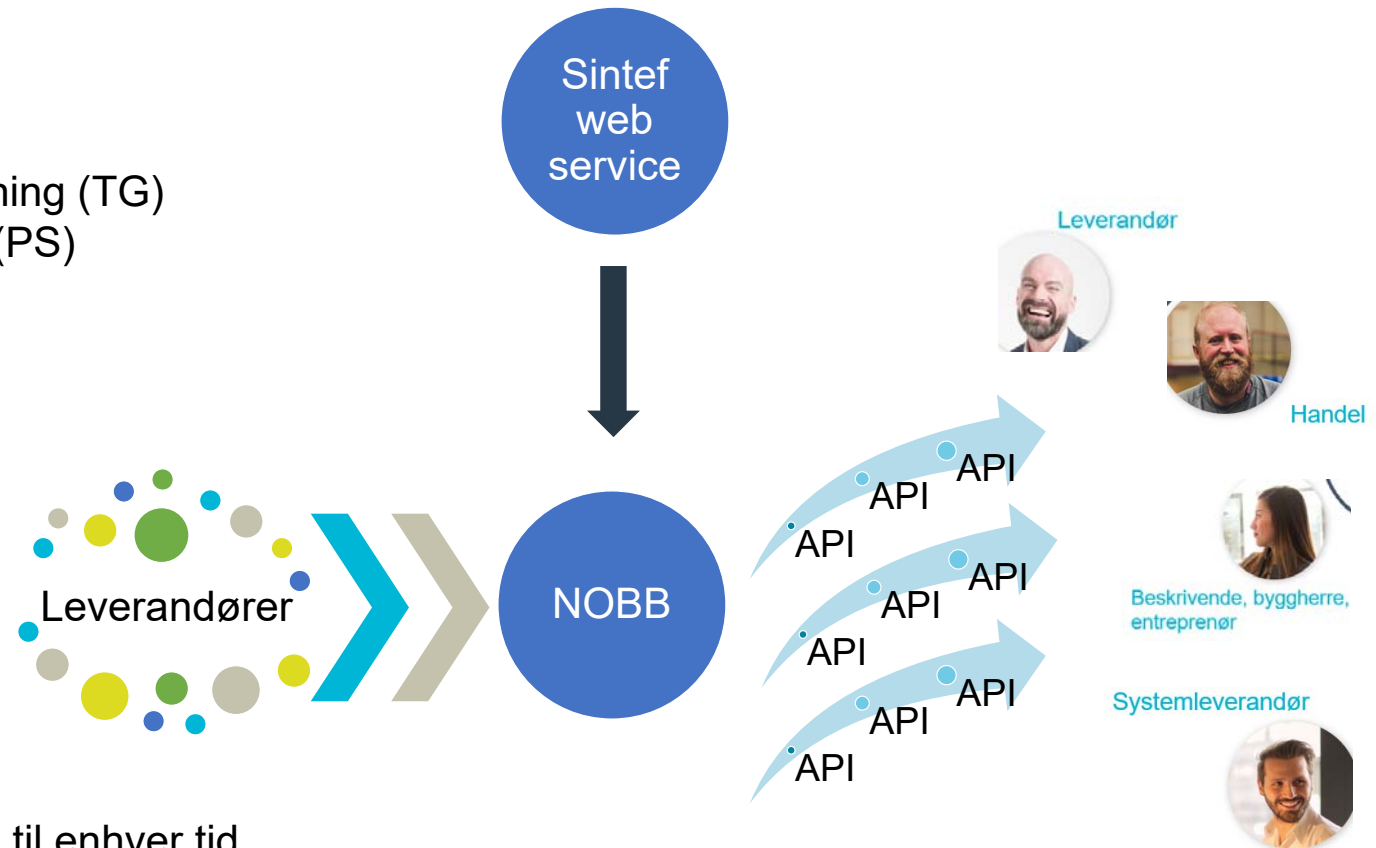 Sintef
web
service
ning (TG)
(PS)
Leverandør
Handel
API
API
API
API
API
API
API
API
API
Leverandører
NOBB
Beskrivende, byggherre,
entreprenør
Systemleverandør
til enhver tid